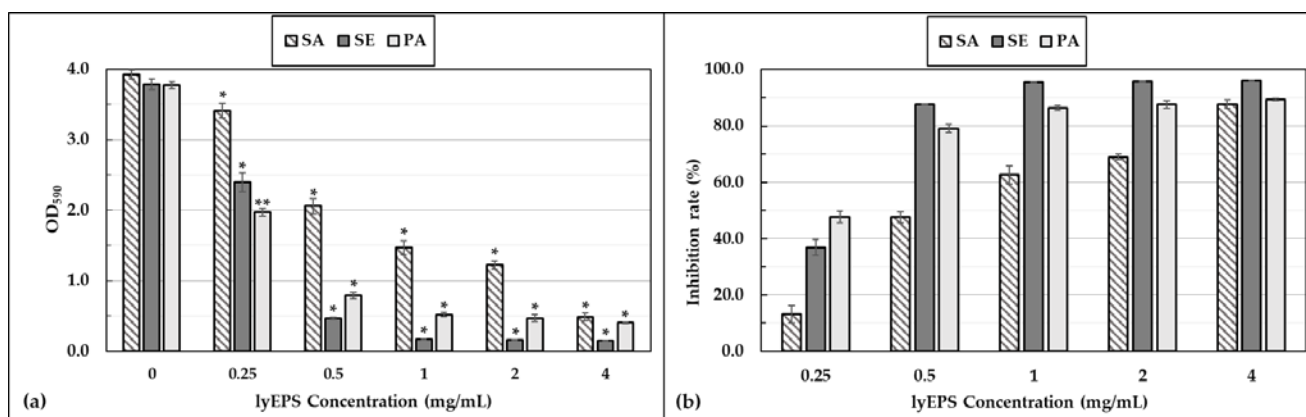 SA SE PA
4.0
3.0
2.0
1.0
0.0
OD590
* * **
* * *
* * *
* * *
* * *
0 0.25 0.5 1 2 4
(a) lyEPS Concentration (mg/mL)
SA SE PA
100.0
80.0
60.0
40.0
20.0
0.0
Inhibition rate (%)
0.25 0.5 1 2 4
(b) lyEPS Concentration (mg/mL)